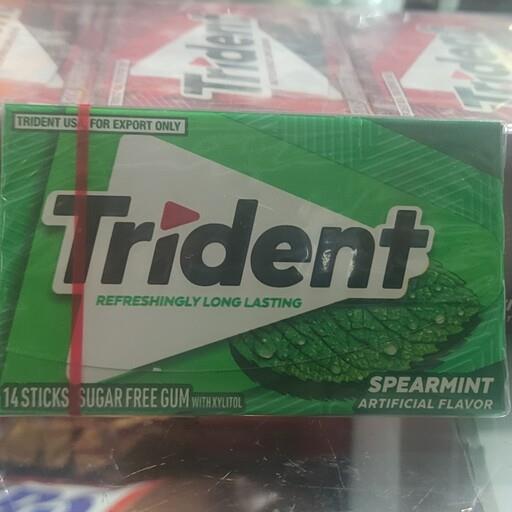 Trident
TRIDENT USA FOR EXPORT ONLY
Trident
REFRESHINGLY LONG LASTING
SPEARMINT
ARTIFICIAL FLAVOR
14 STICKS SUGAR FREE GUM WITH XYLITOL